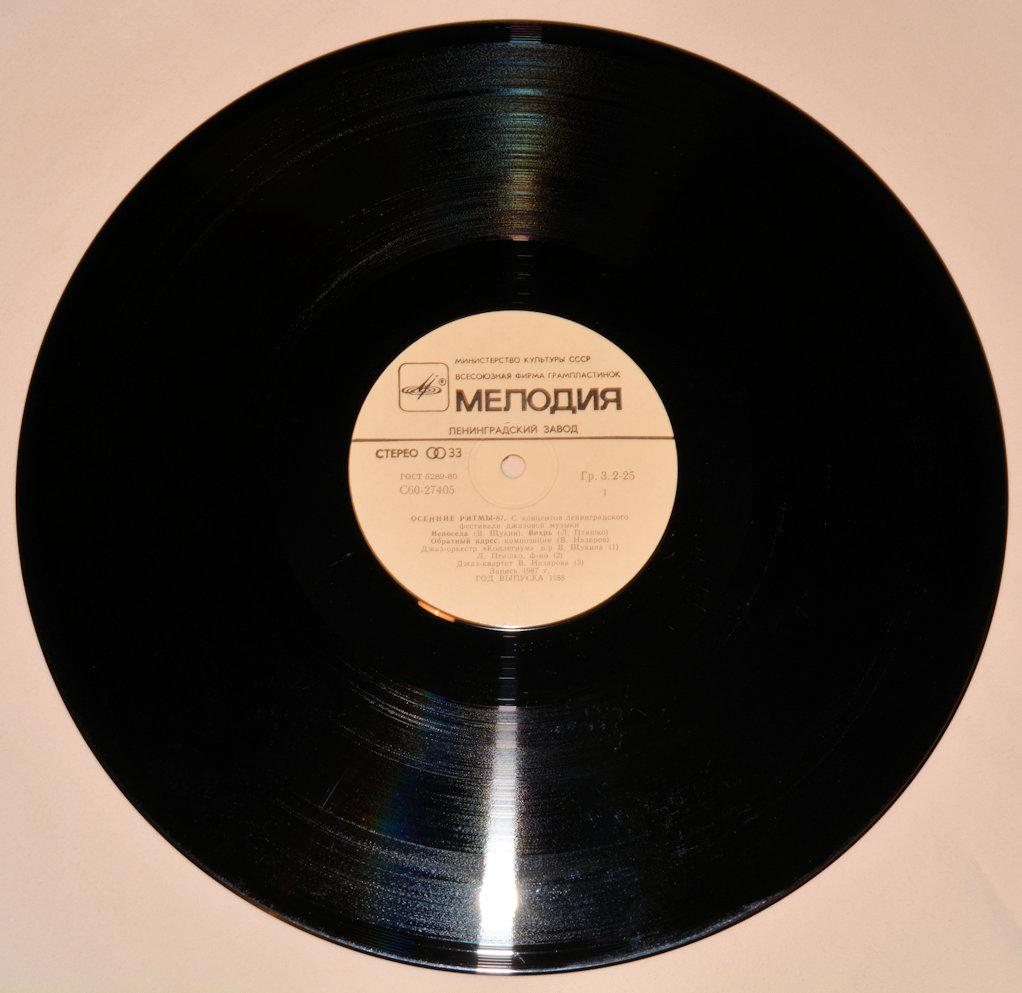 МИНИСТЕРСТВО КУЛЬТУРЫ СССР
ВСЕСОЮЗНАЯ ФИРМА ГРАМПЛАСТИНОК
МЕЛОДИЯ
ЛЕНИНГРАДСКИЙ ЗАВОД
СТЕРЕО 33
ГОСТ 5289-80
С60-27405
Гр. 3. 2-25
1
ОСЕННИЕ РИТМЫ-87. С концертов ленинградского
фестиваля джазовой музыки
Непоседа (В. Щукин). Вихрь (Л. Пташко)
Обратный адрес, композиция (В. Назаров)
Джаз-оркестр «Коллегиум» п/р В. Щукина (1)
Л. Пташко, ф-но (2)
Джаз-квартет В. Назарова (3)
Запись 1987 г.
ГОД ВЫПУСКА 1988